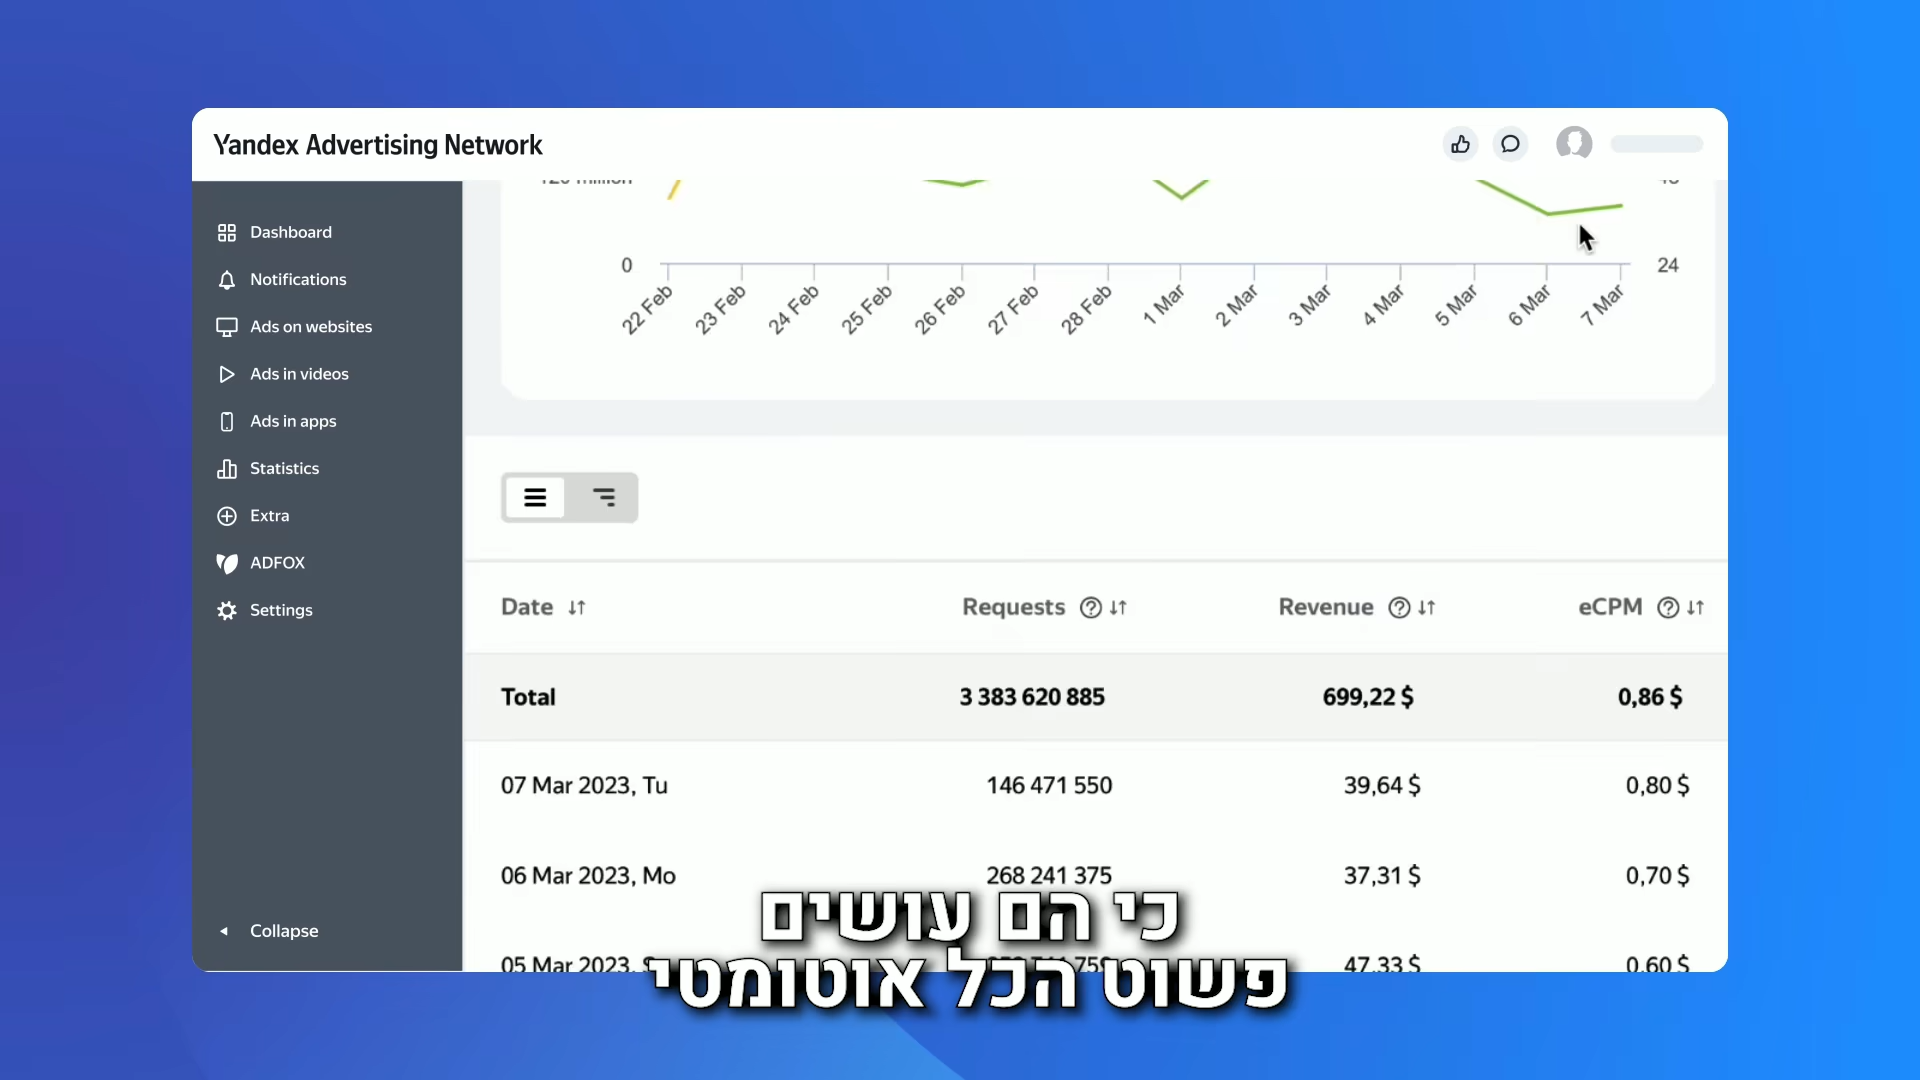 Yandex Advertising Network
Dashboard
Notifications
Ads on websites
Ads in videos
Ads in apps
Statistics
Extra
ADFOX
Settings
Collapse
0
24
22 Feb
23 Feb
24 Feb
25 Feb
26 Feb
27 Feb
28 Feb
1 Mar
2 Mar
3 Mar
4 Mar
5 Mar
6 Mar
7 Mar
Date Requests Revenue eCPM
Total 3 383 620 885 699,22 $ 0,86 $
07 Mar 2023, Tu 146 471 550 39,64 $ 0,80 $
06 Mar 2023, Mo 268 241 375 37,31 $ 0,70 $
05 Mar 2023, 47,33 $ 0,60 $
כי הם עושים
פשוט הכל אוטומטי